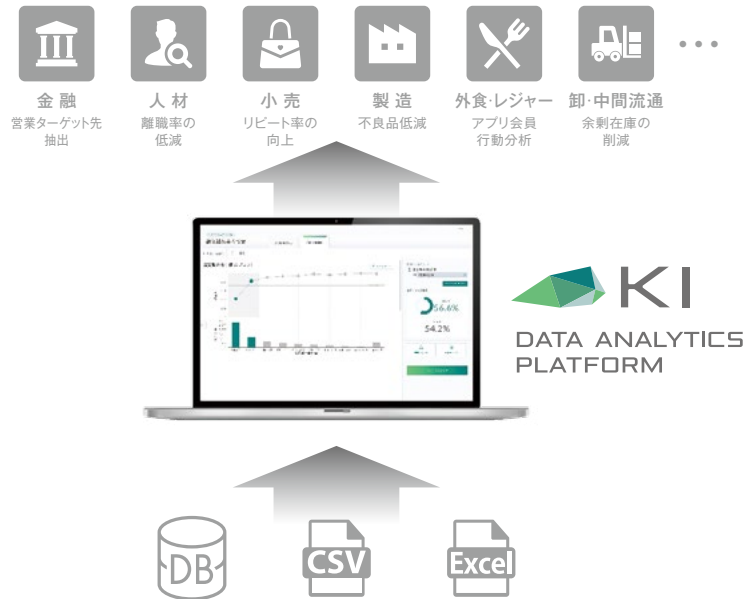 金 融
営業ターゲット先
抽出
人 材
離職率の
低減
小 売
リピート率の
向上
製 造
不良品低減
外食・レジャー
アプリ会員
行動分析
卸・中間流通
余剰在庫の
削減
56.6%
54.2%
KI
DATA ANALYTICS
PLATFORM
DB
CSV
Excel